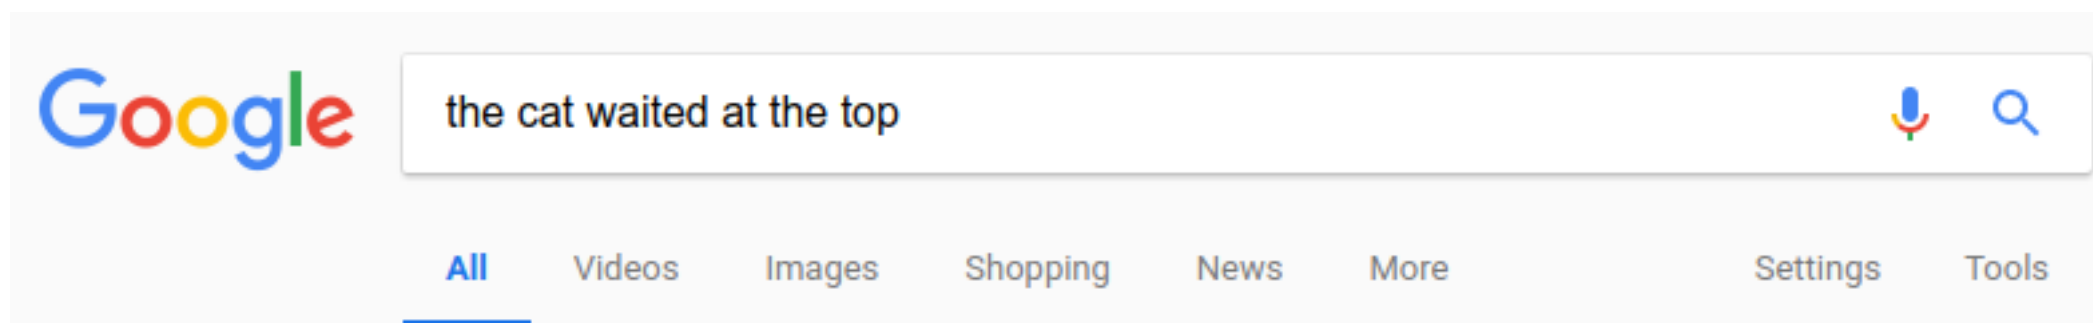 Google the cat waited at the top
All Videos Images Shopping News More Settings Tools